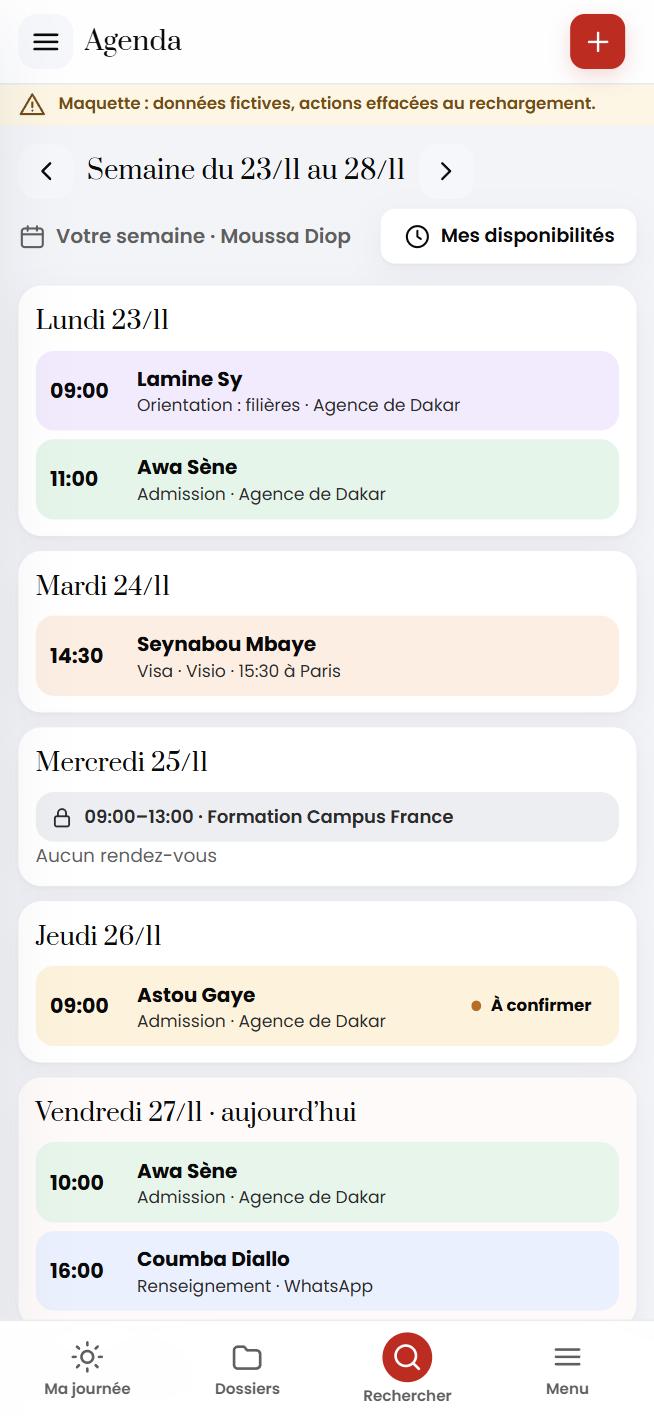 Agenda
Maquette : données fictives, actions effacées au rechargement.
Semaine du 23/11 au 28/11
Votre semaine · Moussa Diop
Mes disponibilités
Lundi 23/11
09:00
Lamine Sy
Orientation : filières · Agence de Dakar
11:00
Awa Sène
Admission · Agence de Dakar
Mardi 24/11
14:30
Seynabou Mbaye
Visa · Visio · 15:30 à Paris
Mercredi 25/11
09:00–13:00 · Formation Campus France
Aucun rendez-vous
Jeudi 26/11
09:00
Astou Gaye
Admission · Agence de Dakar
À confirmer
Vendredi 27/11 · aujourd’hui
10:00
Awa Sène
Admission · Agence de Dakar
16:00
Coumba Diallo
Renseignement · WhatsApp
Ma journée
Dossiers
Rechercher
Menu